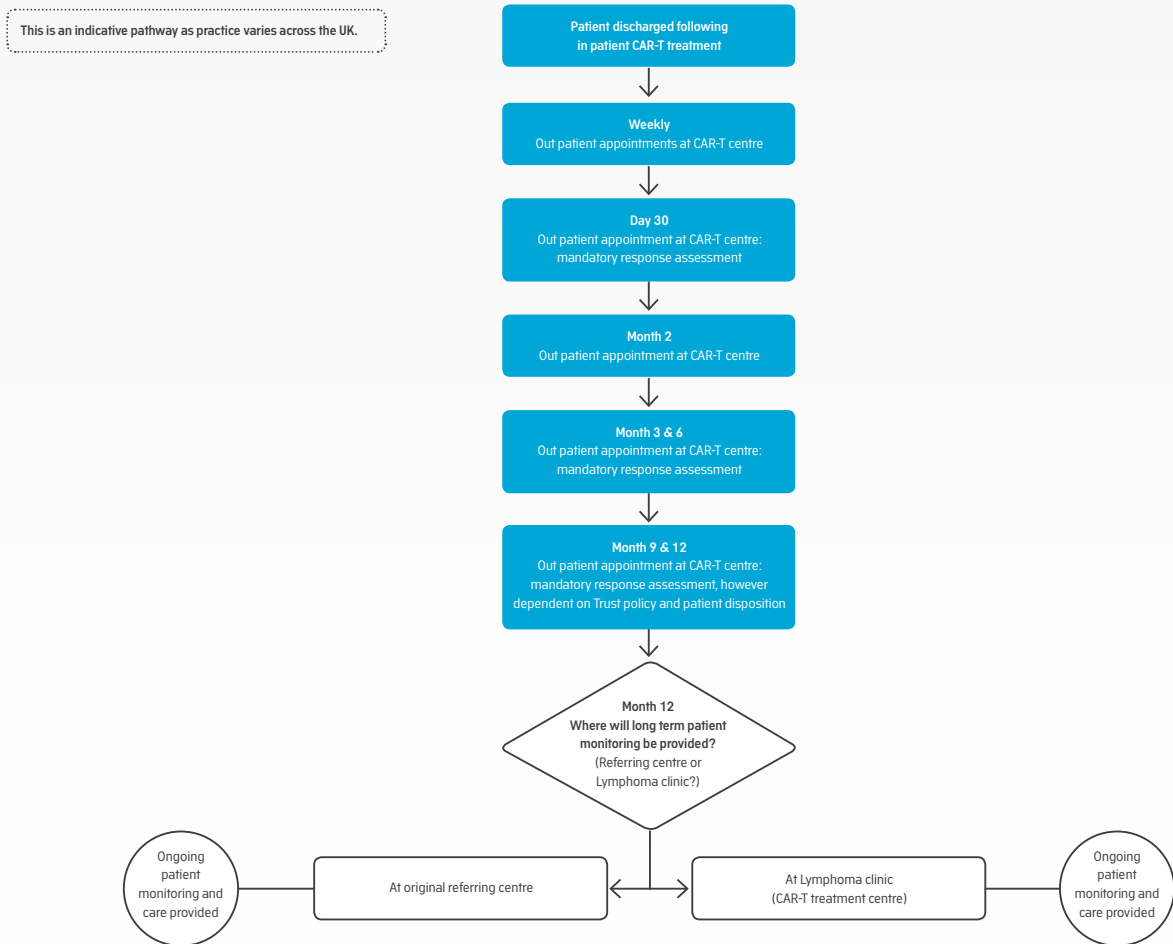 This is an indicative pathway as practice varies across the UK.
Patient discharged following
in patient CAR-T treatment
Weekly
Out patient appointments at CAR-T centre
Day 30
Out patient appointment at CAR-T centre:
mandatory response assessment
Month 2
Out patient appointment at CAR-T centre
Month 3 & 6
Out patient appointment at CAR-T centre:
mandatory response assessment
Month 9 & 12
Out patient appointment at CAR-T centre:
mandatory response assessment, however
dependent on Trust policy and patient disposition
Month 12
Where will long term patient
monitoring be provided?
(Referring centre or
Lymphoma clinic?)
Ongoing
patient
monitoring and
care provided
At original referring centre
At Lymphoma clinic
(CAR-T treatment centre)
Ongoing
patient
monitoring and
care provided